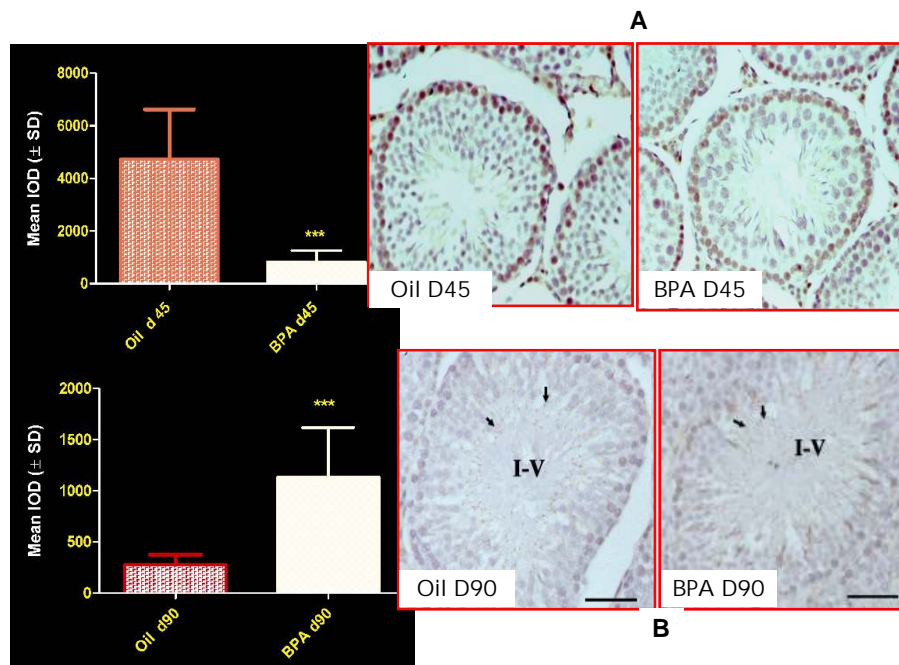 A
8000
6000
4000
2000
0
Mean IOD (± SD)
***
Oil d 45
BPA d45
Oil D45
BPA D45
2000
1500
1000
500
0
Mean IOD (± SD)
***
Oil d90
BPA d90
I-V
Oil D90
I-V
BPA D90
B